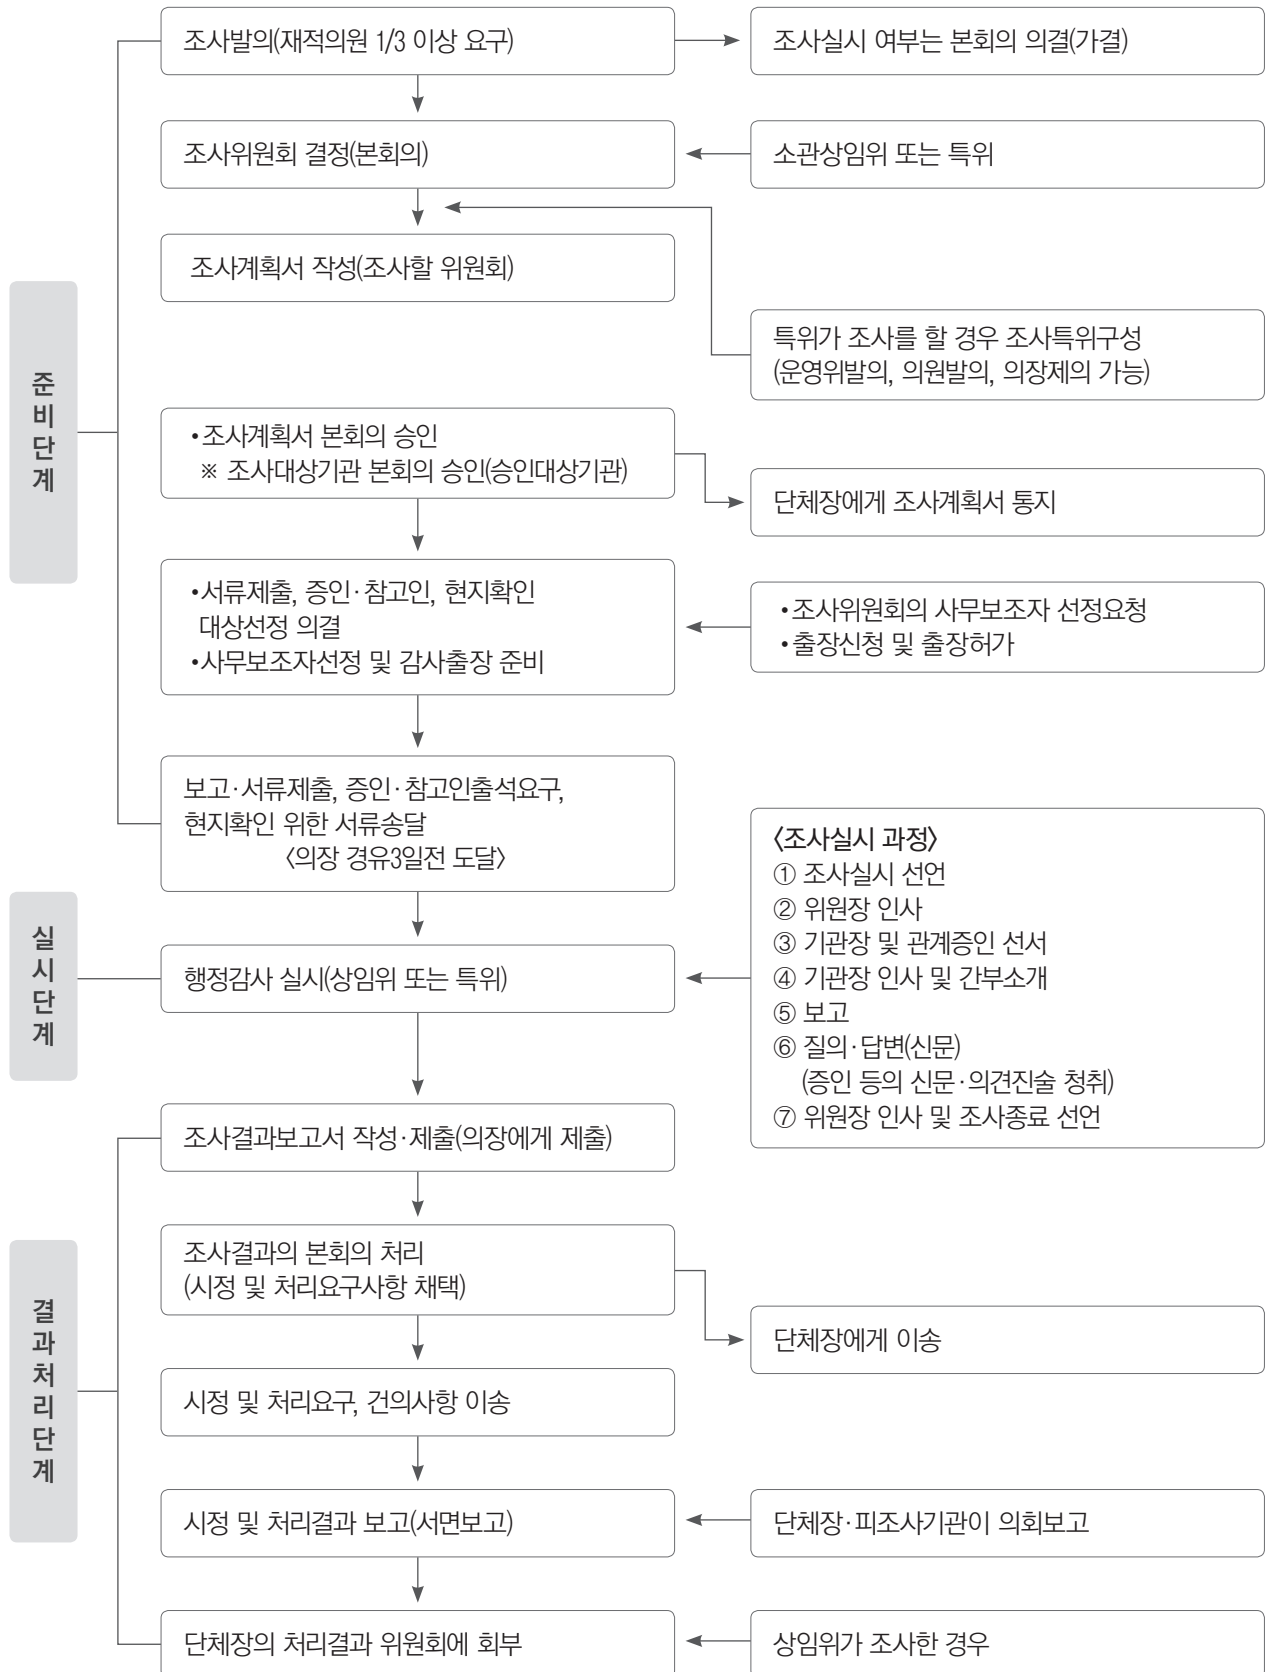 조사발의(재적의원 1/3 이상 요구)
조사실시 여부는 본회의 의결(가결)
조사위원회 결정(본회의)
소관상임위 또는 특위
조사계획서 작성(조사할 위원회)
특위가 조사를 할 경우 조사특위구성
(운영위발의, 의원발의, 의장제의 가능)
준비단계
•조사계획서 본회의 승인
※ 조사대상기관 본회의 승인(승인대상기관)
단체장에게 조사계획서 통지
•서류제출, 증인·참고인, 현지확인
대상선정 의결
•사무보조자선정 및 감사출장 준비
•조사위원회의 사무보조자 선정요청
•출장신청 및 출장허가
보고·서류제출, 증인·참고인출석요구,
현지확인 위한 서류송달
〈의장 경유3일전 도달〉
실시단계
행정감사 실시(상임위 또는 특위)
〈조사실시 과정〉
① 조사실시 선언
② 위원장 인사
③ 기관장 및 관계증인 선서
④ 기관장 인사 및 간부소개
⑤ 보고
⑥ 질의·답변(신문)
(증인 등의 신문·의견진술 청취)
⑦ 위원장 인사 및 조사종료 선언
조사결과보고서 작성·제출(의장에게 제출)
조사결과의 본회의 처리
(시정 및 처리요구사항 채택)
단체장에게 이송
결과처리단계
시정 및 처리요구, 건의사항 이송
시정 및 처리결과 보고(서면보고)
단체장·피조사기관이 의회보고
단체장의 처리결과 위원회에 회부
상임위가 조사한 경우